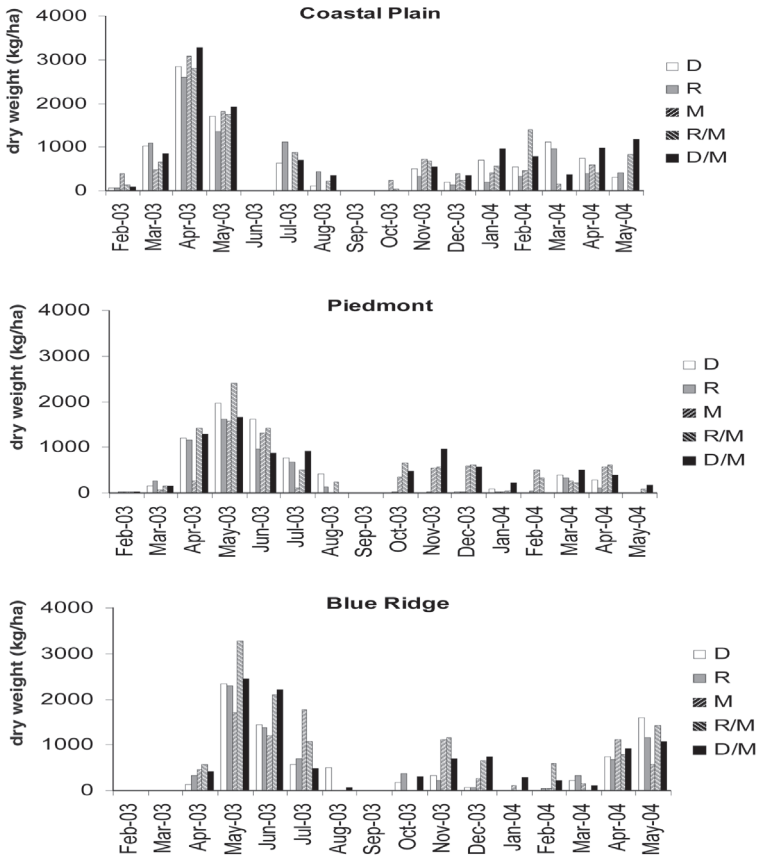 Coastal Plain
dry weight (kg/ha)
4000
3000
2000
1000
0
Feb-03
Mar-03
Apr-03
May-03
Jun-03
Jul-03
Aug-03
Sep-03
Oct-03
Nov-03
Dec-03
Jan-04
Feb-04
Mar-04
Apr-04
May-04
D
R
M
R/M
D/M
Piedmont
dry weight (kg/ha)
4000
3000
2000
1000
0
Feb-03
Mar-03
Apr-03
May-03
Jun-03
Jul-03
Aug-03
Sep-03
Oct-03
Nov-03
Dec-03
Jan-04
Feb-04
Mar-04
Apr-04
May-04
D
R
M
R/M
D/M
Blue Ridge
dry weight (kg/ha)
4000
3000
2000
1000
0
Feb-03
Mar-03
Apr-03
May-03
Jun-03
Jul-03
Aug-03
Sep-03
Oct-03
Nov-03
Dec-03
Jan-04
Feb-04
Mar-04
Apr-04
May-04
D
R
M
R/M
D/M